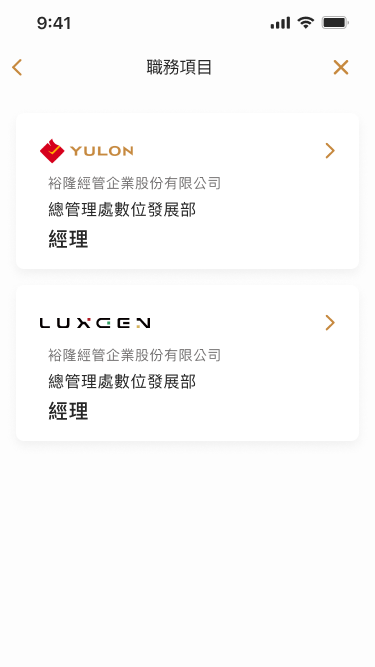 9:41
職務項目
YULON
裕隆經管企業股份有限公司
總管理處數位發展部
經理
LUXGEN
裕隆經管企業股份有限公司
總管理處數位發展部
經理